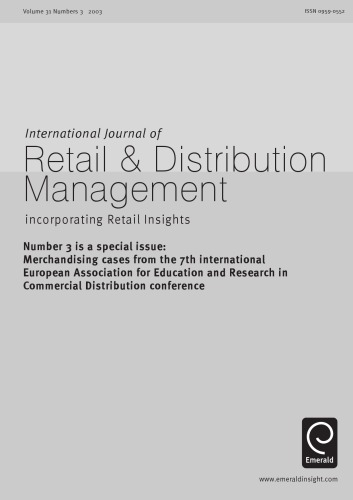 Volume 31 Numbers 3 2003
ISSN 0959-0552
International Journal of
Retail & Distribution
Management
incorporating Retail Insights
Number 3 is a special issue:
Merchandising cases from the 7th international
European Association for Education and Research in
Commercial Distribution conference
Emerald
www.emeraldinsight.com